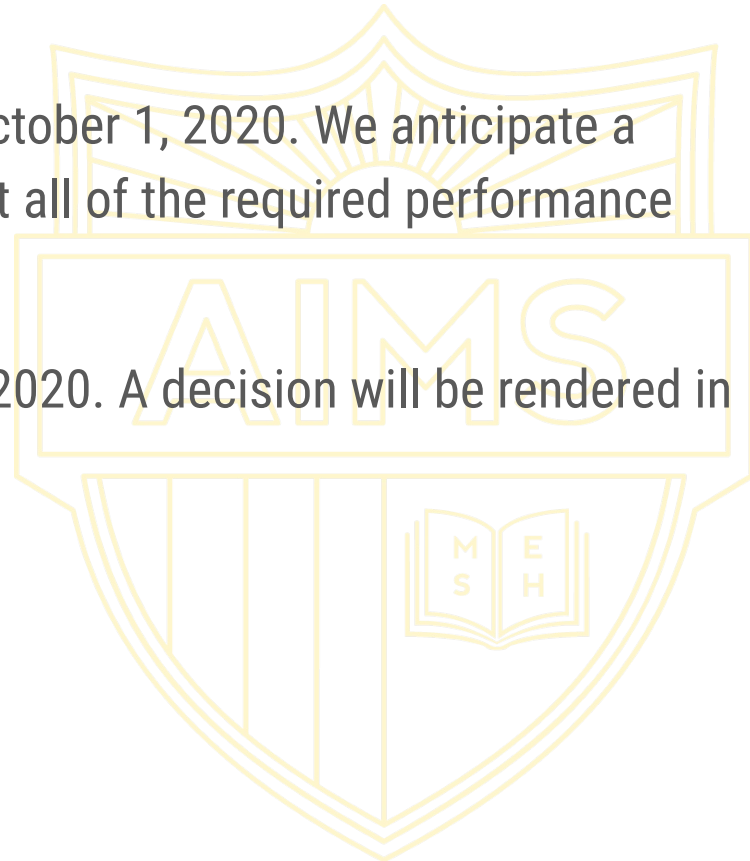 ctober 1, 2020. We anticipate a
t all of the required performance
AIMS
2020. A decision will be rendered in
M E
S H